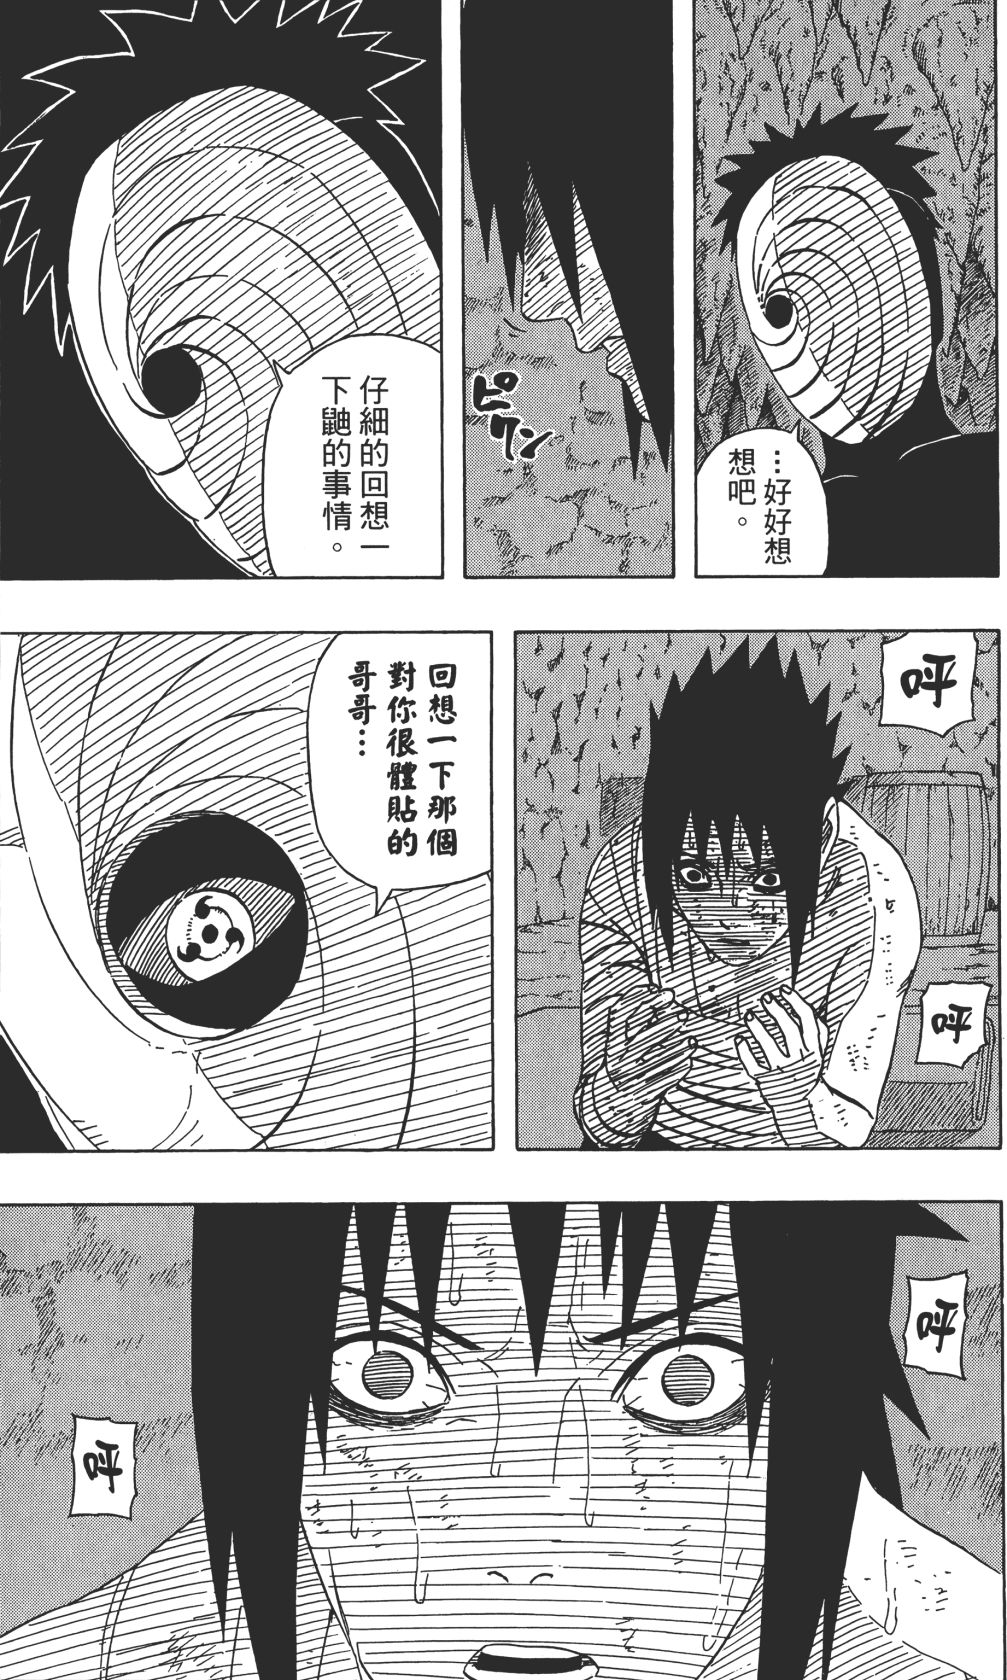 …好好想
想吧。
ピクン
仔細的回想一
下鼬的事情。
呼
呼
回想一下那個
對你很體貼的
哥哥…
呼
呼